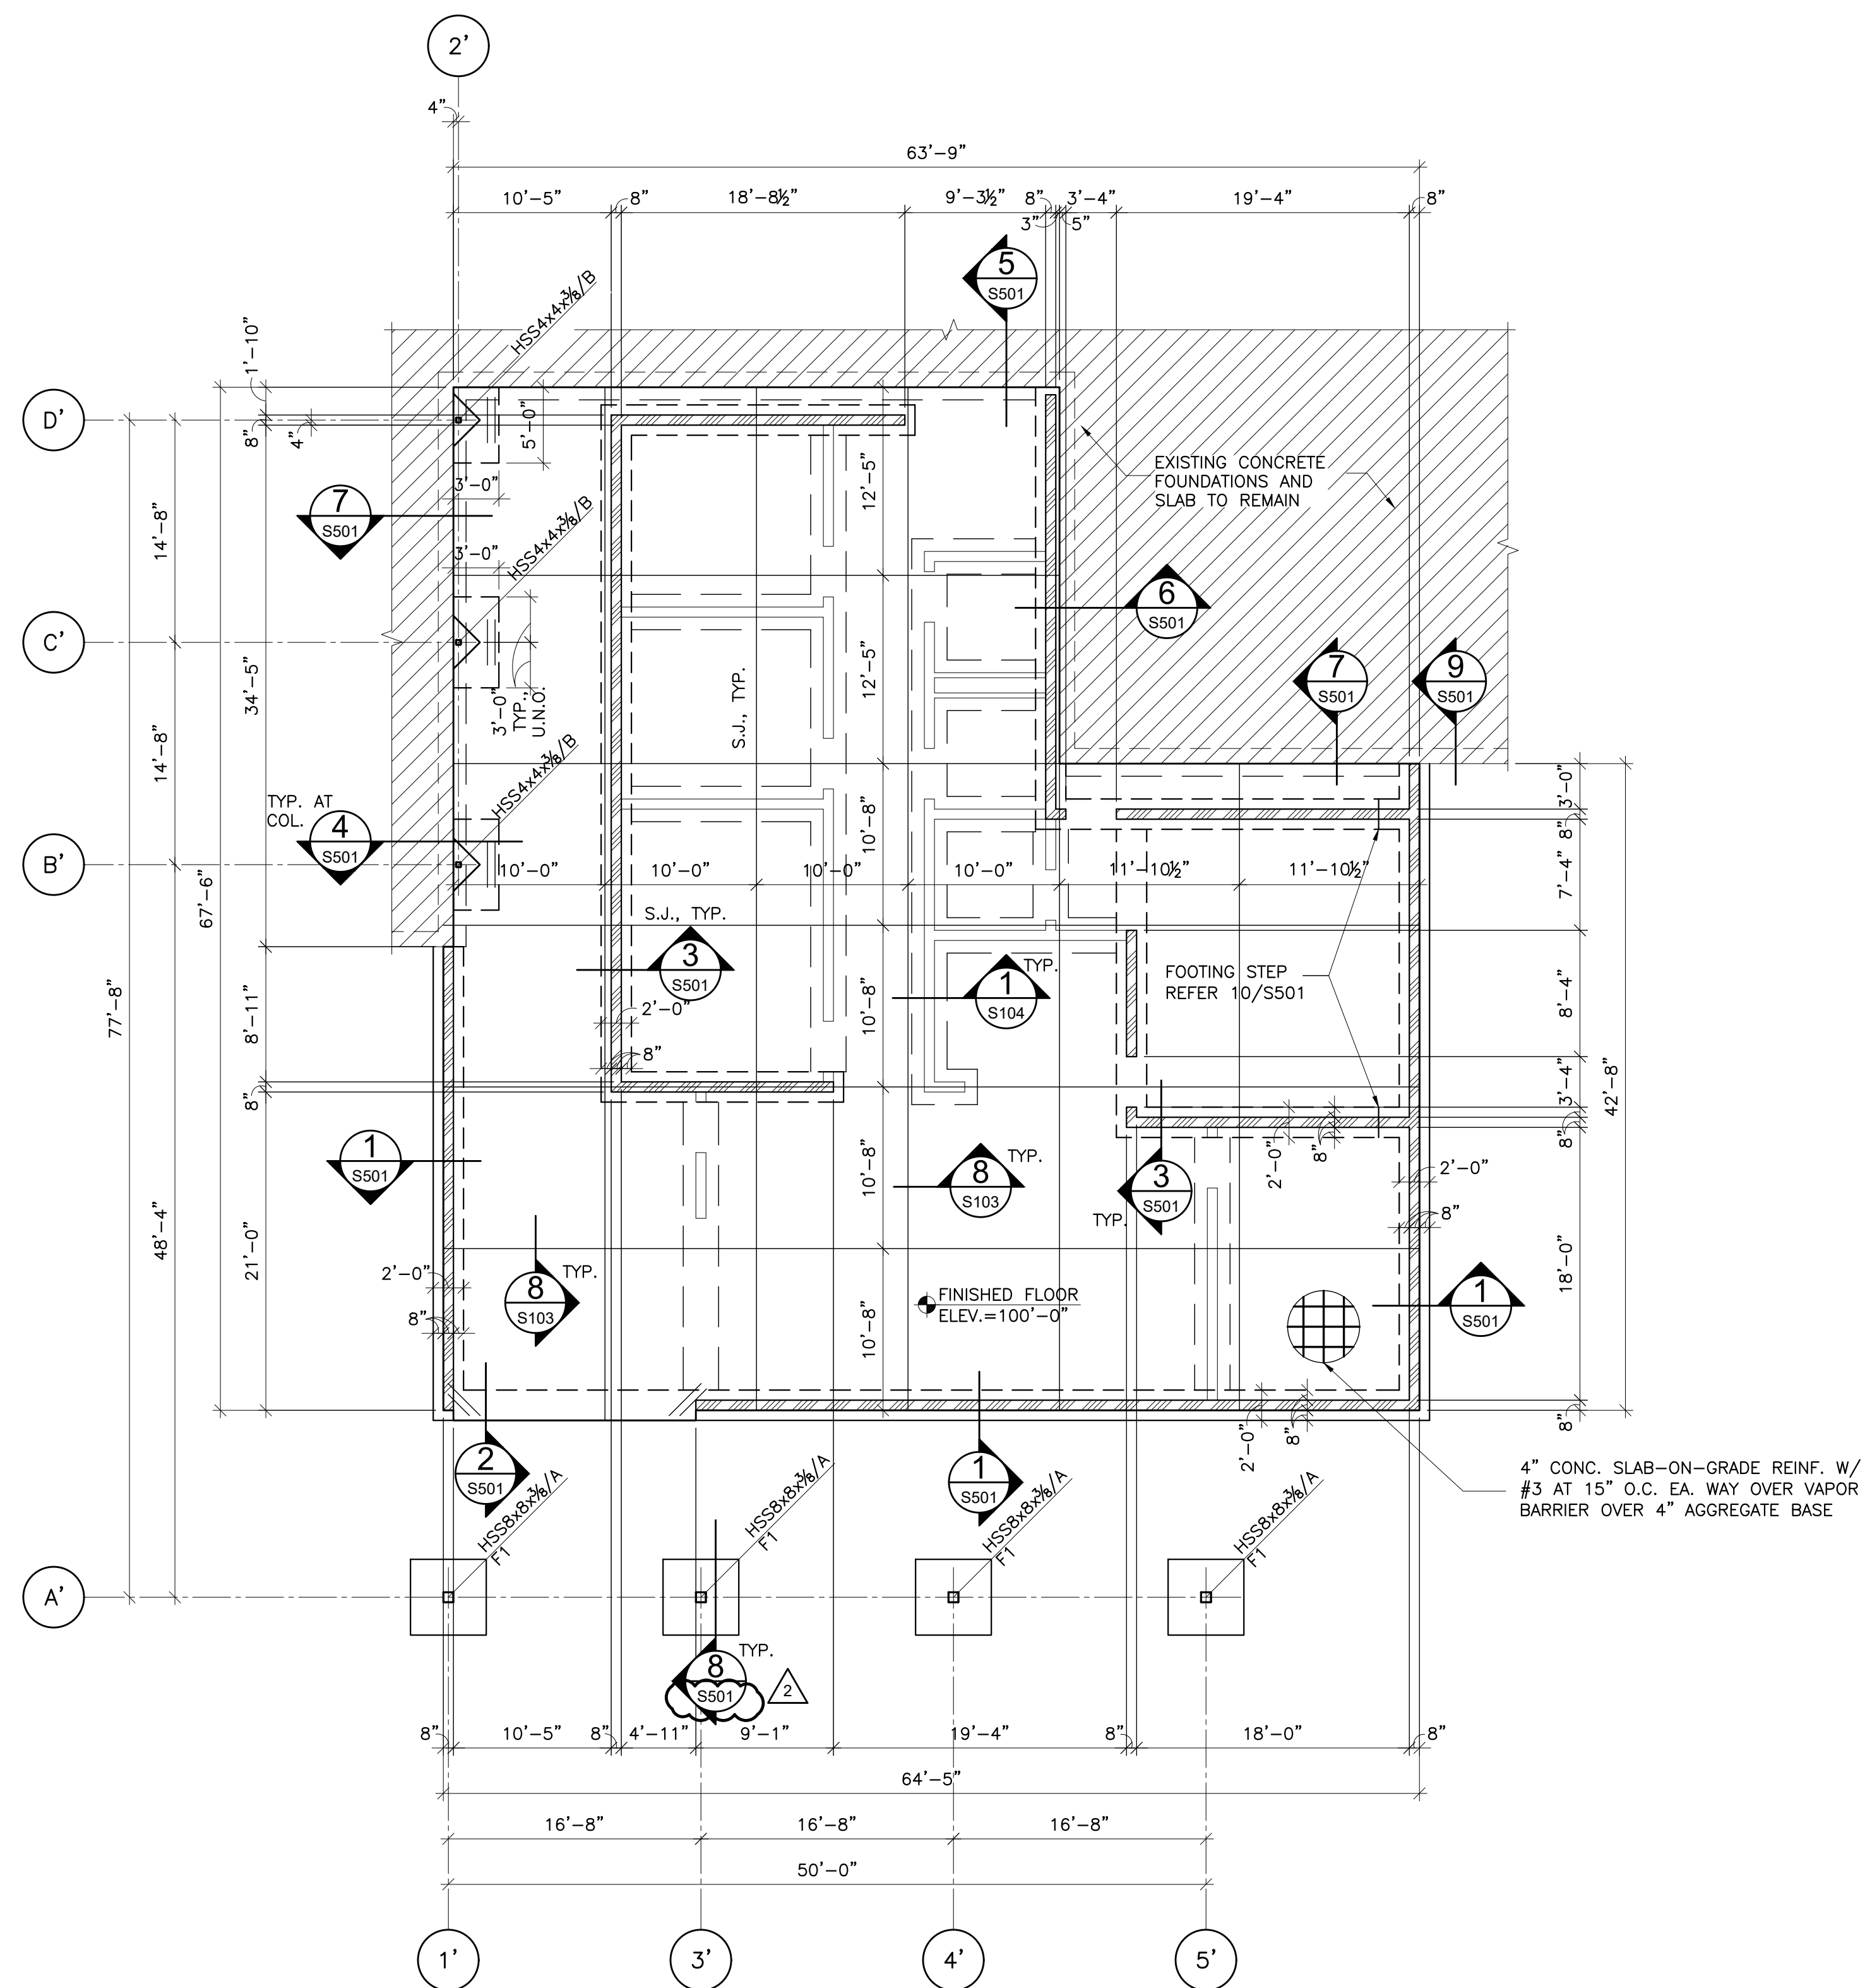 2'
4"
63'-9"
10'-5"
8"
18'-8½"
9'-3½"
8"
3'-4"
19'-4"
8"
3"
5"
5
S501
HSS4x4x⅜/B
1'-10"
D'
8"
4"
5'-0"
3'-0"
12'-5"
EXISTING CONCRETE
FOUNDATIONS AND
SLAB TO REMAIN
7
S501
14'-8"
HSS4x4x⅜/B
3'-0"
6
S501
C'
34'-5"
3'-0"
TYP.,
U.N.O.
S.J., TYP.
12'-5"
7
S501
9
S501
14'-8"
HSS4x4x⅜/B
TYP. AT
COL.
4
S501
10'-8"
3'-0"
8"
B'
67'-6"
10'-0"
10'-0"
10'-0"
10'-0"
11'-10½"
11'-10½"
7'-4"
S.J., TYP.
3
S501
TYP.
1
S104
FOOTING STEP
REFER 10/S501
77'-8"
8'-11"
2'-0"
10'-8"
8'-4"
8"
8"
3'-4"
42'-8"
8"
1
S501
10'-8"
8
S103
TYP.
3
S501
TYP.
2'-0"
8"
2'-0"
8"
48'-4"
21'-0"
2'-0"
8"
8
S103
TYP.
10'-8"
FINISHED FLOOR
ELEV.=100'-0"
1
S501
18'-0"
8"
2'-0"
8"
2
S501
1
S501
4" CONC. SLAB-ON-GRADE REINF. W/
#3 AT 15" O.C. EA. WAY OVER VAPOR
BARRIER OVER 4" AGGREGATE BASE
HSS8x8x⅜/A
F1
HSS8x8x⅜/A
F1
HSS8x8x⅜/A
F1
HSS8x8x⅜/A
F1
A'
TYP.
8
S501
2
8"
10'-5"
8"
4'-11"
9'-1"
19'-4"
8"
18'-0"
8"
64'-5"
16'-8"
16'-8"
16'-8"
50'-0"
1'
3'
4'
5'